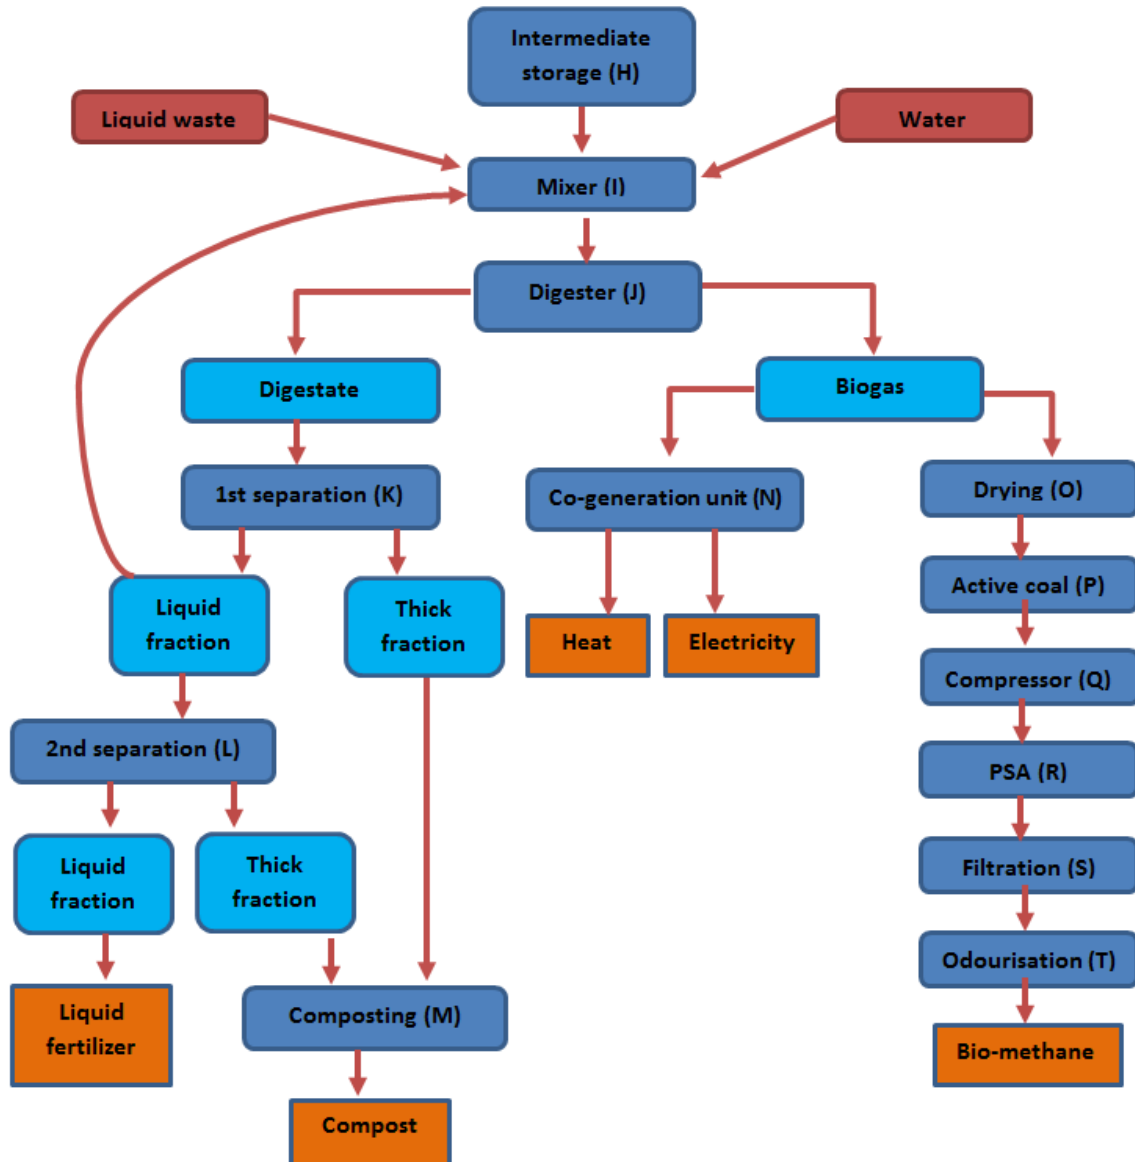 Intermediate
storage (H)
Liquid waste
Water
Mixer (I)
Digester (J)
Digestate
Biogas
1st separation (K)
Co-generation unit (N)
Drying (O)
Liquid
fraction
Thick
fraction
Active coal (P)
Heat
Electricity
Compressor (Q)
2nd separation (L)
PSA (R)
Liquid
fraction
Thick
fraction
Filtration (S)
Odourisation (T)
Liquid
fertilizer
Composting (M)
Bio-methane
Compost